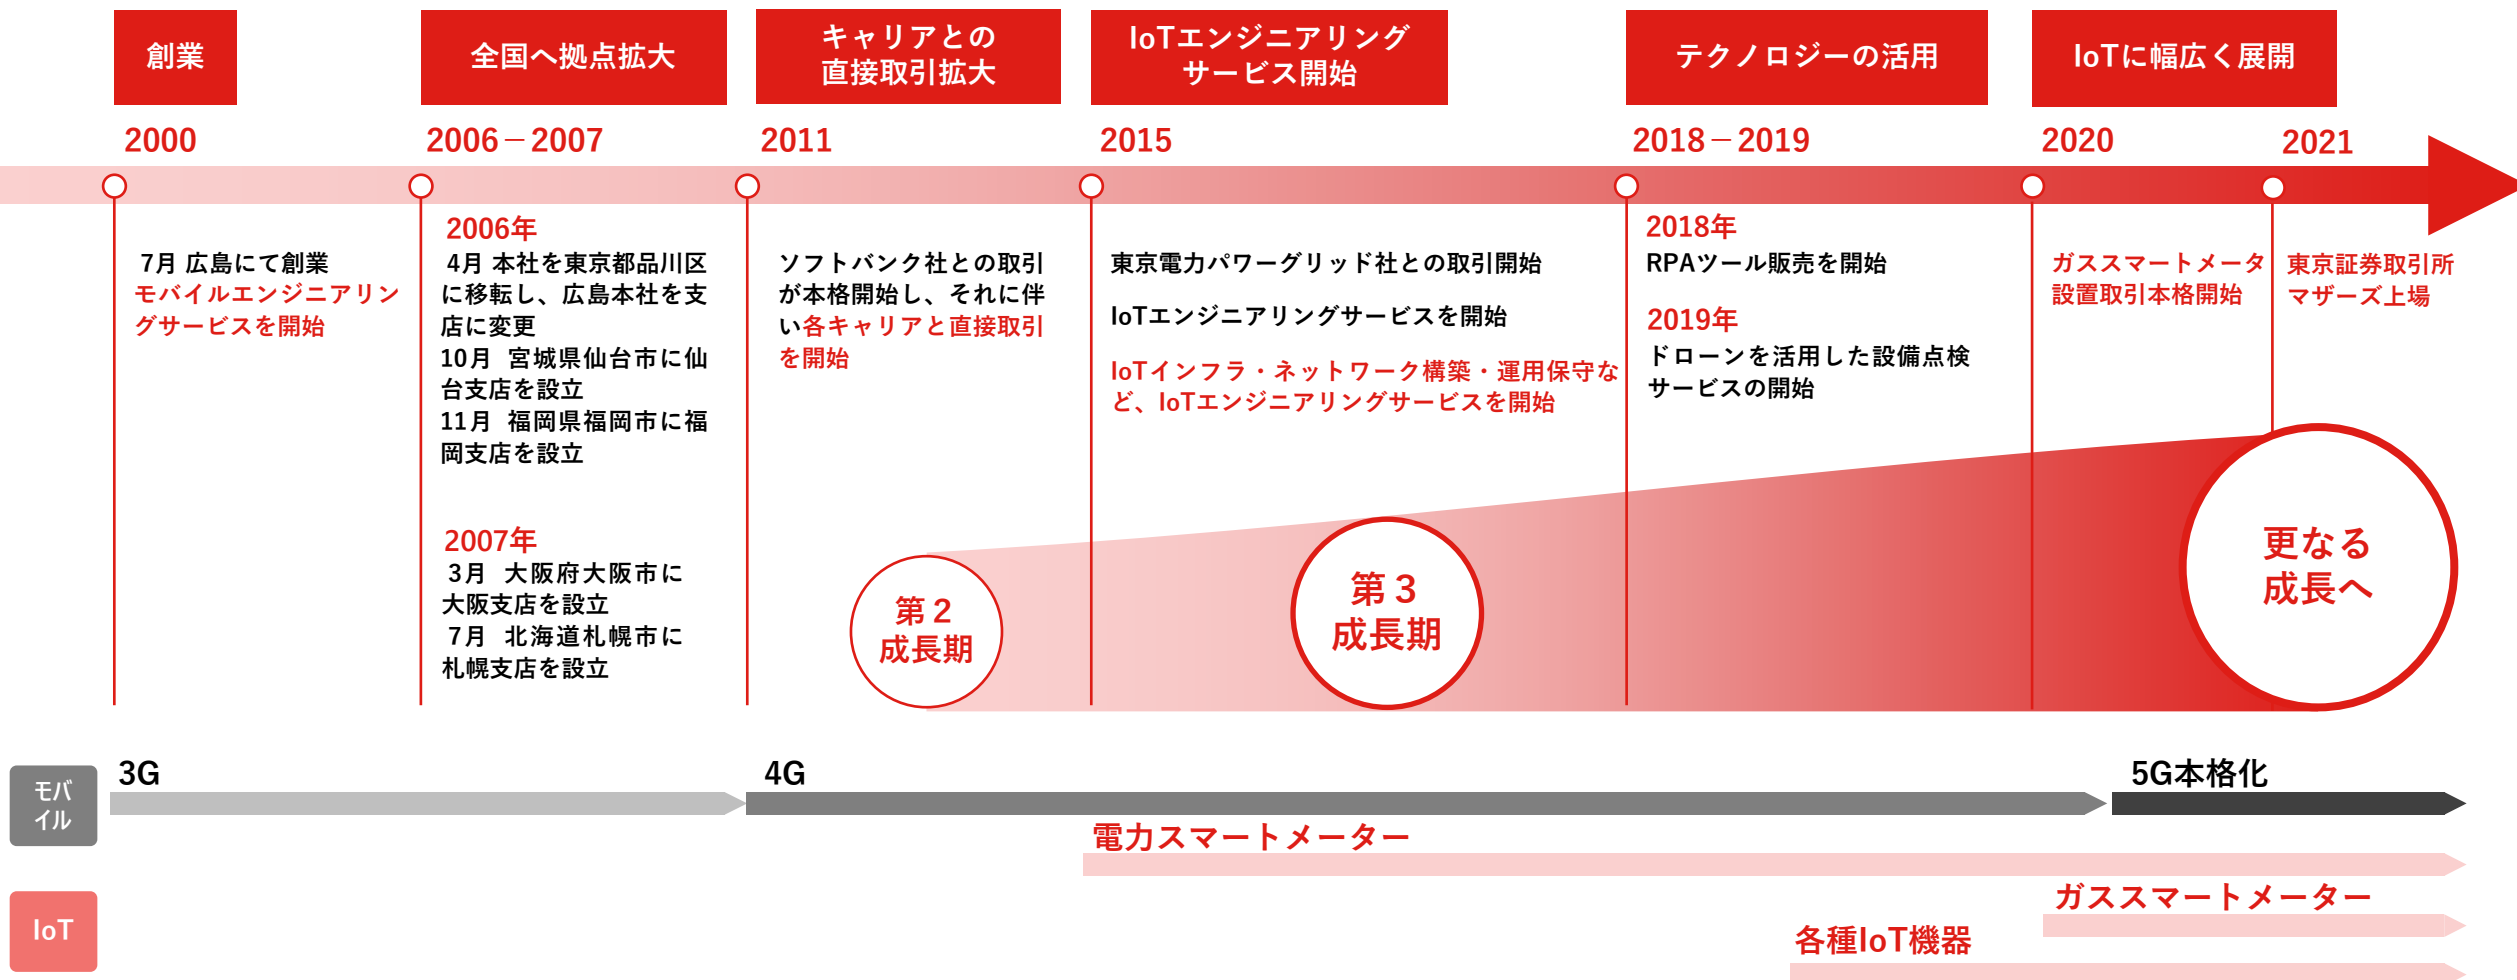 創業
全国へ拠点拡大
キャリアとの
直接取引拡大
IoTエンジニアリング
サービス開始
テクノロジーの活用
IoTに幅広く展開
2000
2006－2007
2011
2015
2018－2019
2020
2021
7月 広島にて創業
モバイルエンジニアリン
グサービスを開始
2006年
4月 本社を東京都品川区
に移転し、広島本社を支
店に変更
10月 宮城県仙台市に仙
台支店を設立
11月 福岡県福岡市に福
岡支店を設立
2007年
3月 大阪府大阪市に
大阪支店を設立
7月 北海道札幌市に
札幌支店を設立
ソフトバンク社との取引
が本格開始し、それに伴
い各キャリアと直接取引
を開始
東京電力パワーグリッド社との取引開始
IoTエンジニアリングサービスを開始
IoTインフラ・ネットワーク構築・運用保守な
ど、IoTエンジニアリングサービスを開始
2018年
RPAツール販売を開始
2019年
ドローンを活用した設備点検
サービスの開始
ガススマートメータ
設置取引本格開始
東京証券取引所
マザーズ上場
第２
成長期
第３
成長期
更なる
成長へ
モバ
イル
3G
4G
5G本格化
電力スマートメーター
ガススマートメーター
IoT
各種IoT機器